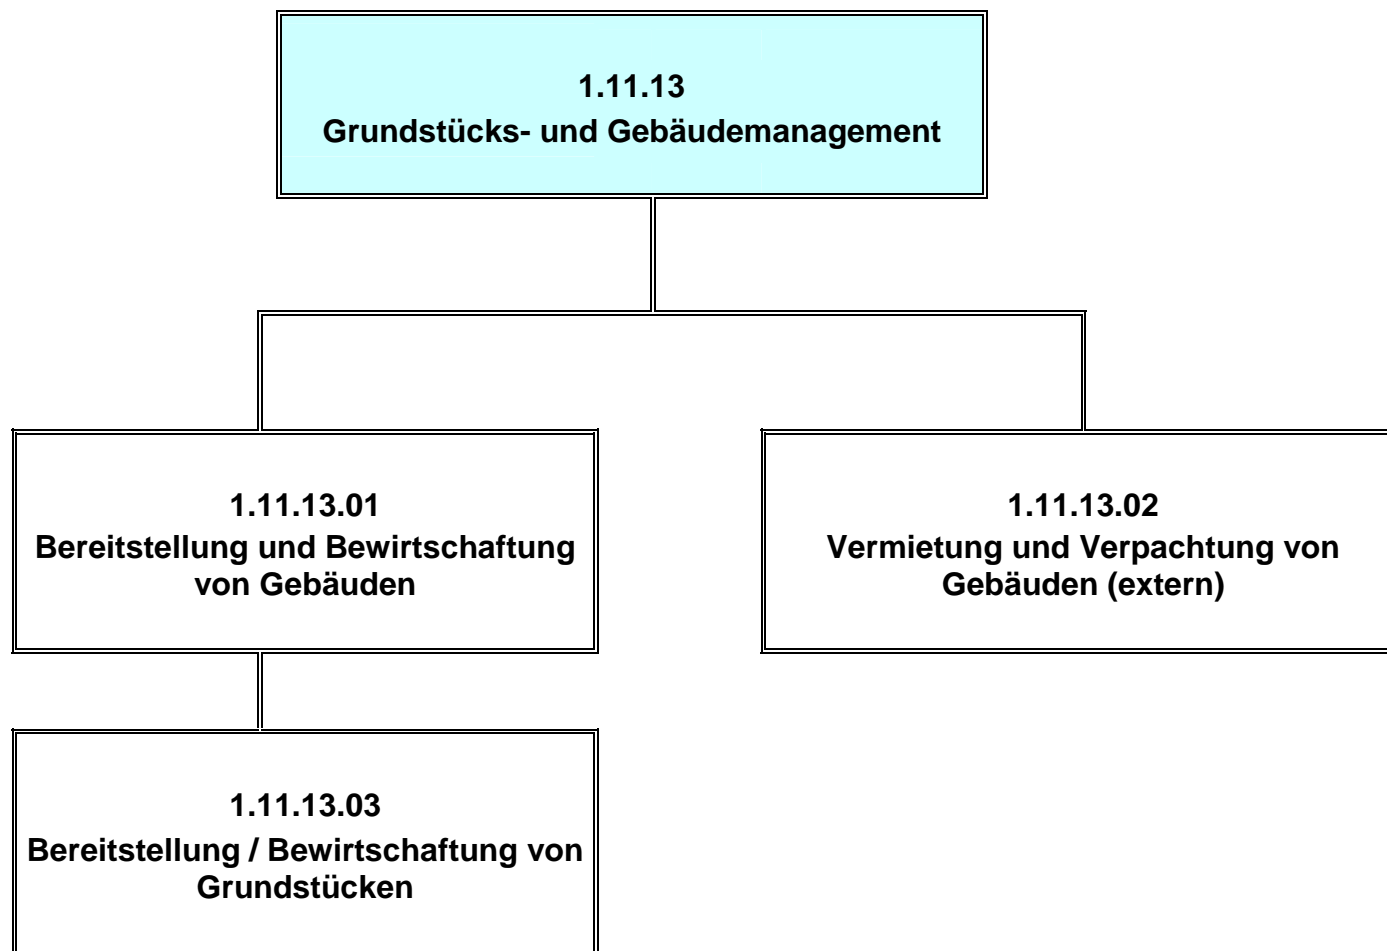 1.11.13
Grundstücks- und Gebäudemanagement
1.11.13.01
Bereitstellung und Bewirtschaftung
von Gebäuden
1.11.13.02
Vermietung und Verpachtung von
Gebäuden (extern)
1.11.13.03
Bereitstellung / Bewirtschaftung von
Grundstücken